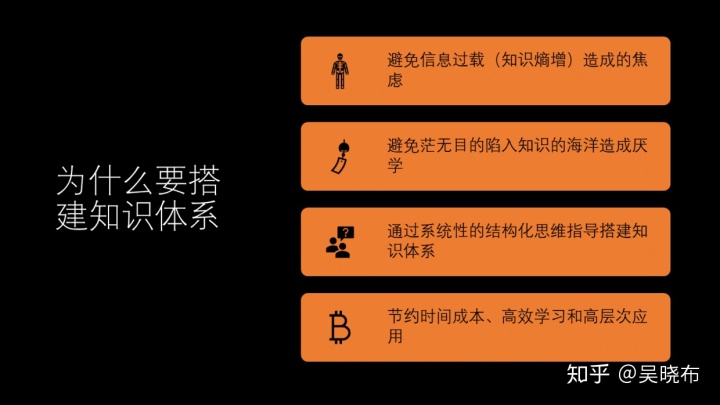 为什么要搭
建知识体系
避免信息过载（知识熵增）造成的焦
虑
避免茫无目的陷入知识的海洋造成厌
学
?
通过系统性的结构化思维指导搭建知
识体系
节约时间成本、高效学习和高层次应
用
知乎 @吴晓布